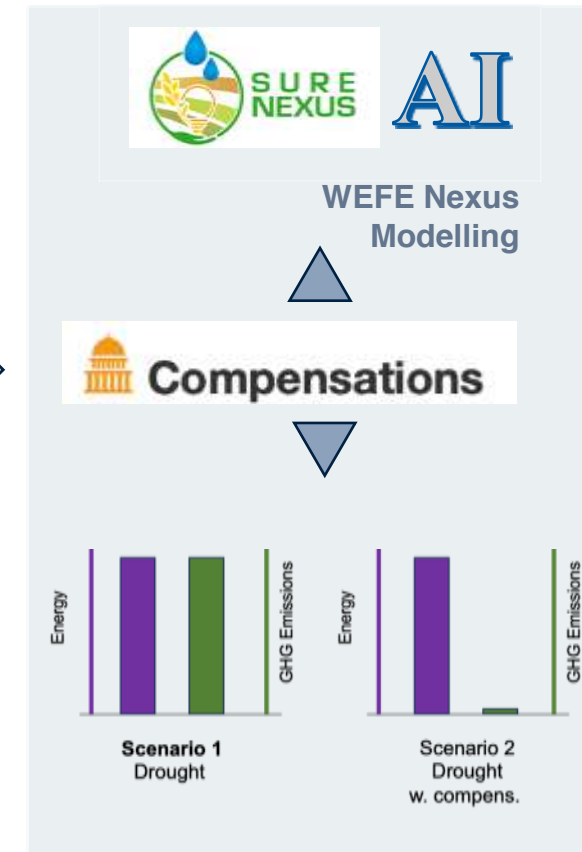 SURE
NEXUS
AI
WEFE Nexus
Modelling
Compensations
Energy
GHG Emissions
Scenario 1
Drought
Energy
GHG Emissions
Scenario 2
Drought
w. compens.